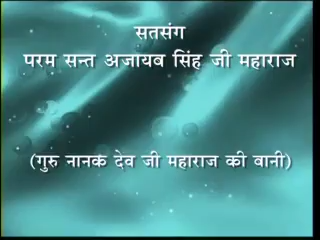 सतसंग
परम सन्त अजायब सिंह जी महाराज
(गुरु नानक देव जी महाराज की वानी)